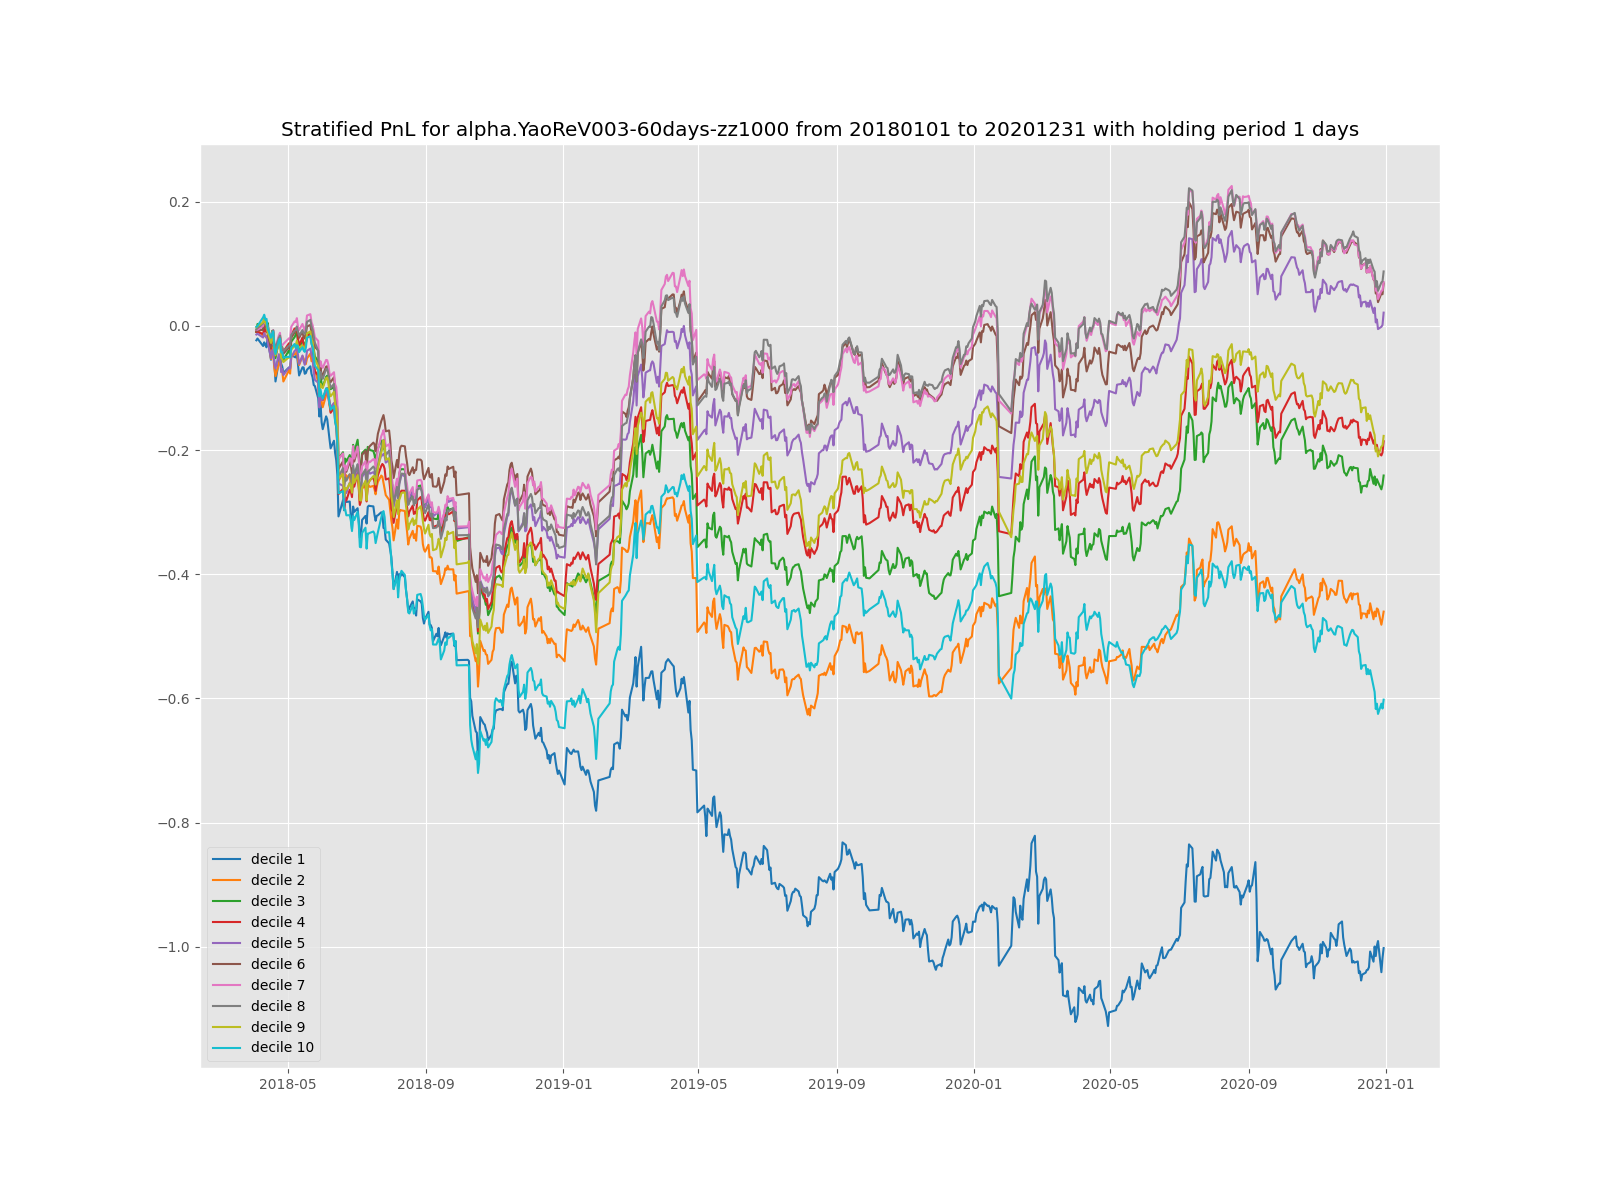 Stratified PnL for alpha.YaoReV003-60days-zz1000 from 20180101 to 20201231 with holding period 1 days
0.2
0.0
−0.2
−0.4
−0.6
−0.8
−1.0
decile 1
decile 2
decile 3
decile 4
decile 5
decile 6
decile 7
decile 8
decile 9
decile 10
2018-05 2018-09 2019-01 2019-05 2019-09 2020-01 2020-05 2020-09 2021-01